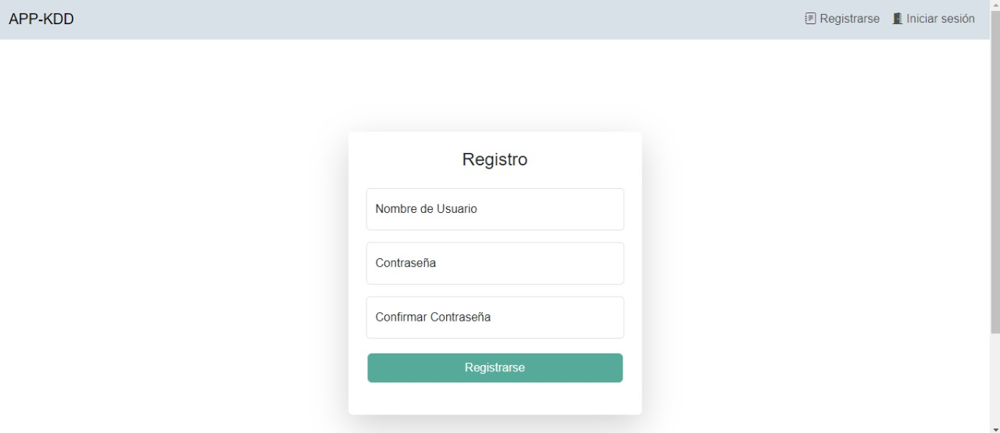 APP-KDD
Registrarse
Iniciar sesión
Registro
Nombre de Usuario
Contraseña
Confirmar Contraseña
Registrarse